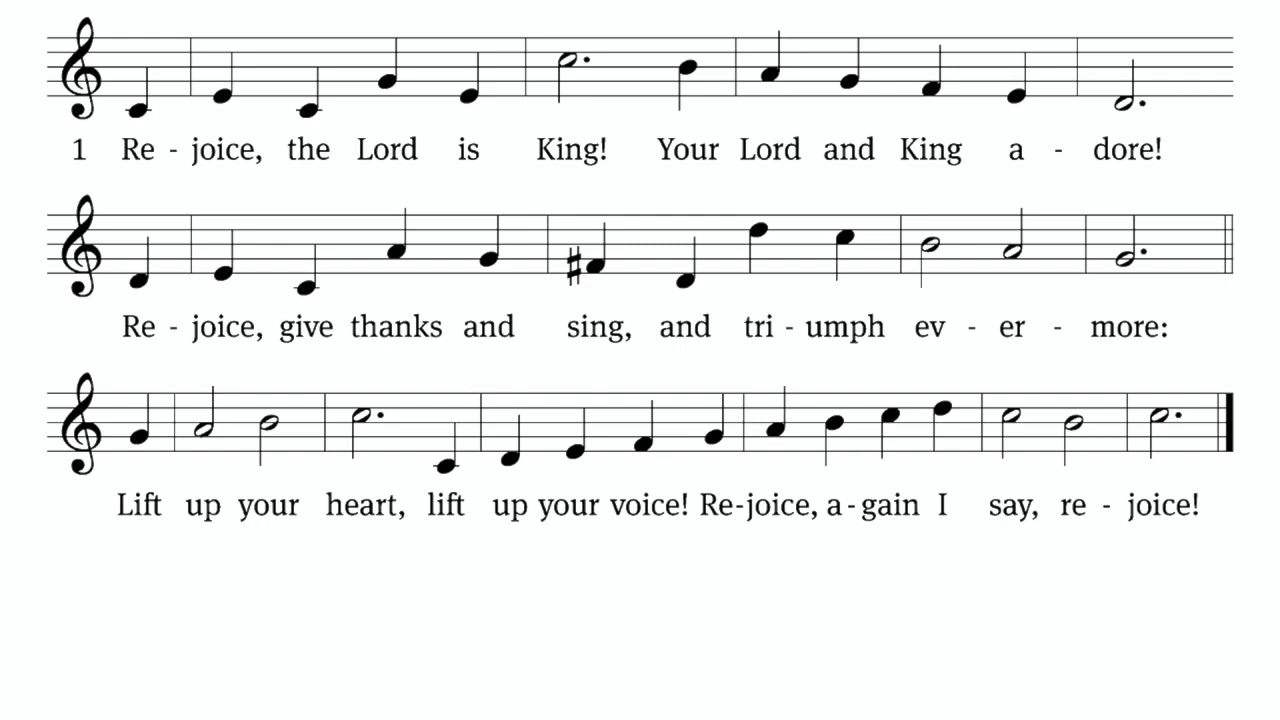 1 Re - joice, the Lord is King! Your Lord and King a - dore!
Re - joice, give thanks and sing, and tri - umph ev - er - more:
Lift up your heart, lift up your voice! Re - joice, a - gain I say, re - joice!